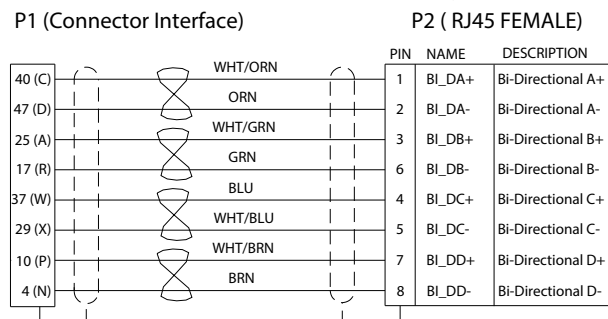 P1 (Connector Interface)
P2 ( RJ45 FEMALE)
PIN NAME DESCRIPTION
40 (C) WHT/ORN 1 BI_DA+ Bi-Directional A+
47 (D) ORN 2 BI_DA- Bi-Directional A-
25 (A) WHT/GRN 3 BI_DB+ Bi-Directional B+
17 (R) GRN 6 BI_DB- Bi-Directional B-
37 (W) BLU 4 BI_DC+ Bi-Directional C+
29 (X) WHT/BLU 5 BI_DC- Bi-Directional C-
10 (P) WHT/BRN 7 BI_DD+ Bi-Directional D+
4 (N) BRN 8 BI_DD- Bi-Directional D-